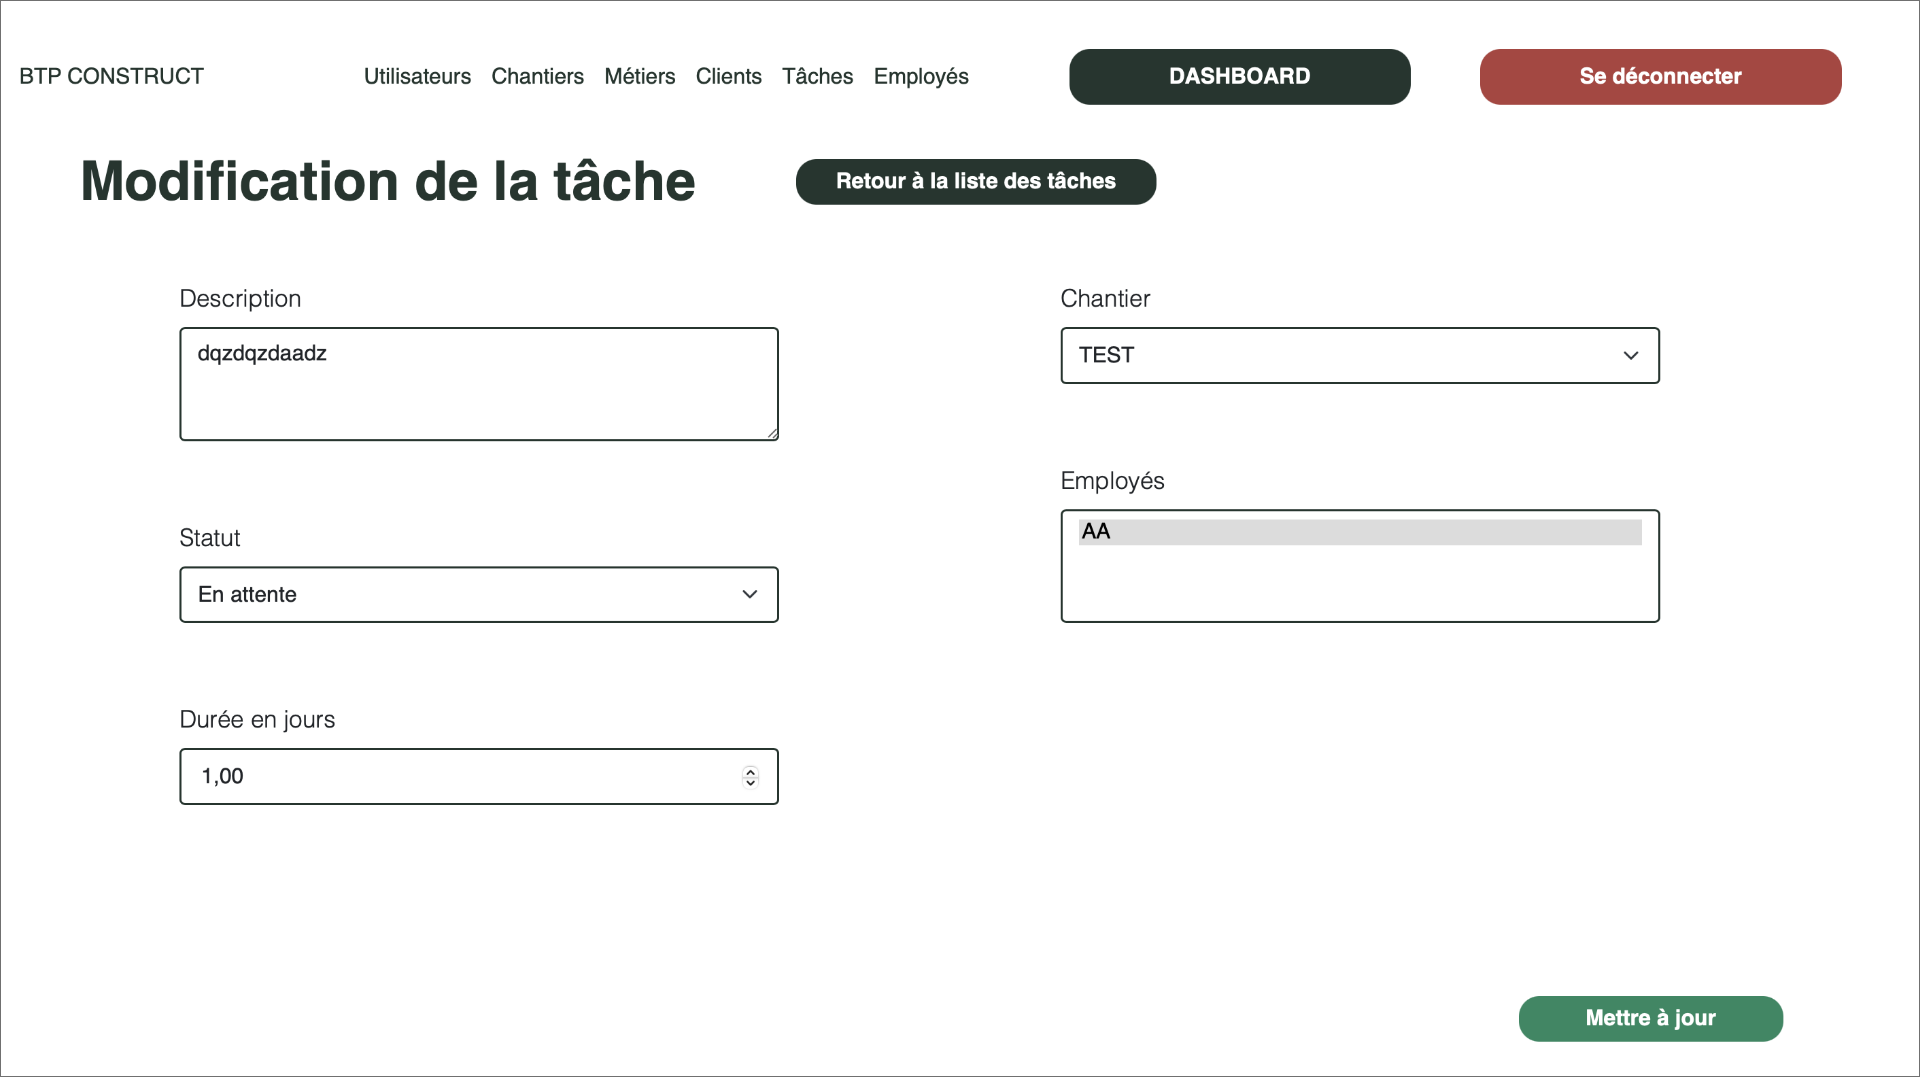 BTP CONSTRUCT
Utilisateurs Chantiers Métiers Clients Tâches Employés
DASHBOARD
Se déconnecter
Modification de la tâche
Retour à la liste des tâches
Description
dqzdqzdaadz
Statut
En attente
Durée en jours
1,00
Chantier
TEST
Employés
AA
Mettre à jour